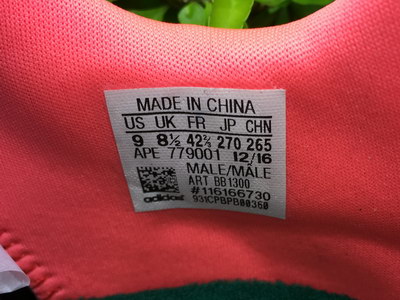 MADE IN CHINA
US UK FR JP CHN
9 8½ 42⅔ 270 265
APE 779001 12/16
MALE/MALE
ART BB1300
#116166730
adidas 931CPBPB00360